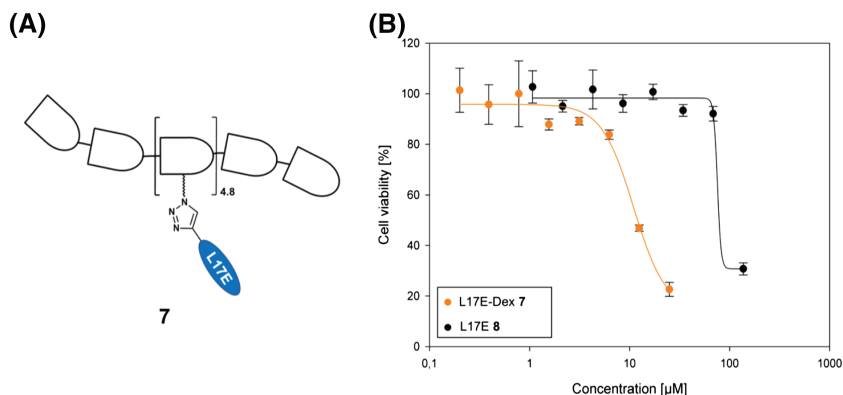 (A)
4.8
N
N
N
L17E
7
(B)
Cell viability [%]
120
100
80
60
40
20
0
L17E-Dex 7
L17E 8
0,1 1 10 100 1000
Concentration [µM]